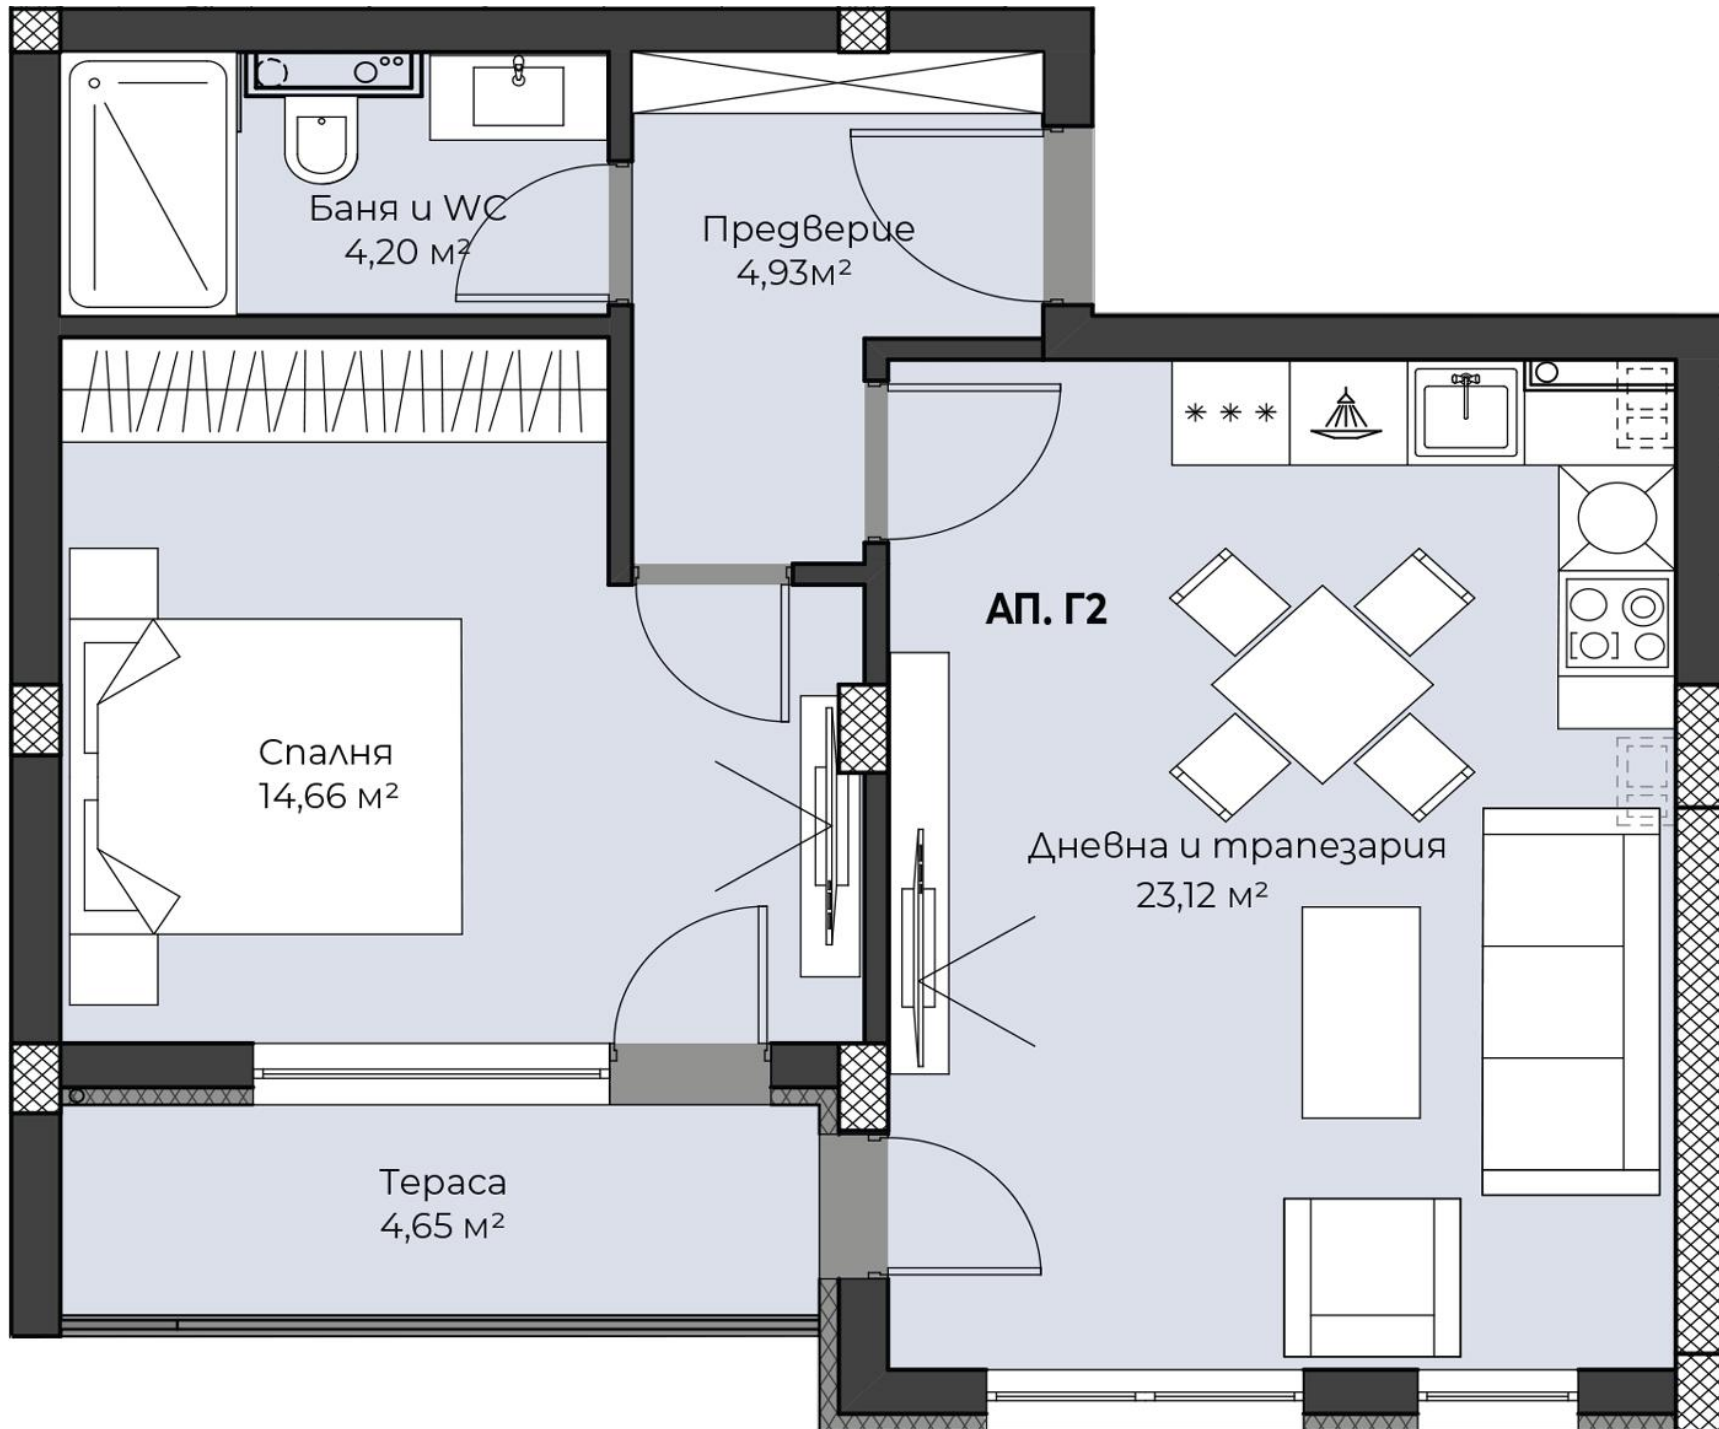 Баня и WC
4,20 м²
Предверие
4,93м²
АП. Г2
Спалня
14,66 м²
Дневна и трапезария
23,12 м²
Тераса
4,65 м²